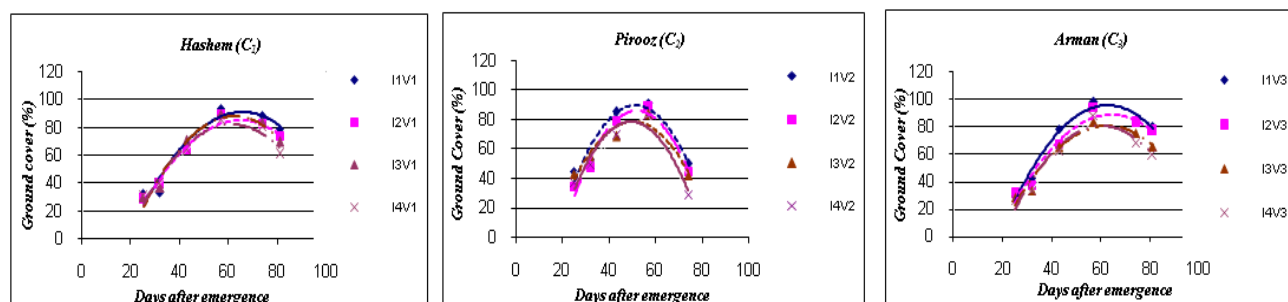 Hashem (C1)
Ground cover (%)
120
100
80
60
40
20
0
0 20 40 60 80 100
Days after emergence
I1V1
I2V1
I3V1
I4V1
Pirooz (C2)
Ground Cover (%)
120
100
80
60
40
20
0
0 20 40 60 80 100
Days after emergence
I1V2
I2V2
I3V2
I4V2
Arman (C3)
Ground Cover (%)
120
100
80
60
40
20
0
0 20 40 60 80 100
Days after emergence
I1V3
I2V3
I3V3
I4V3